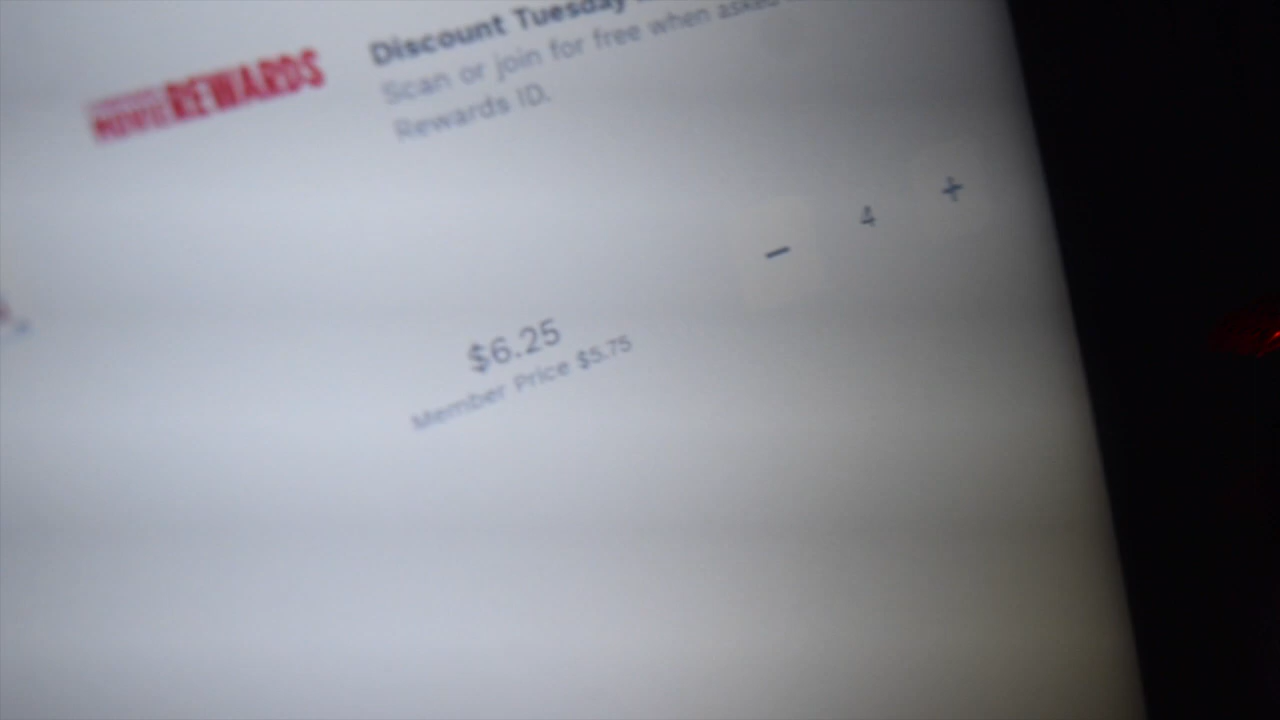 MOVIE REWARDS
Discount Tuesday
Scan or join for free when asked
Rewards ID.
− 4 +
$6.25
Member Price $5.75